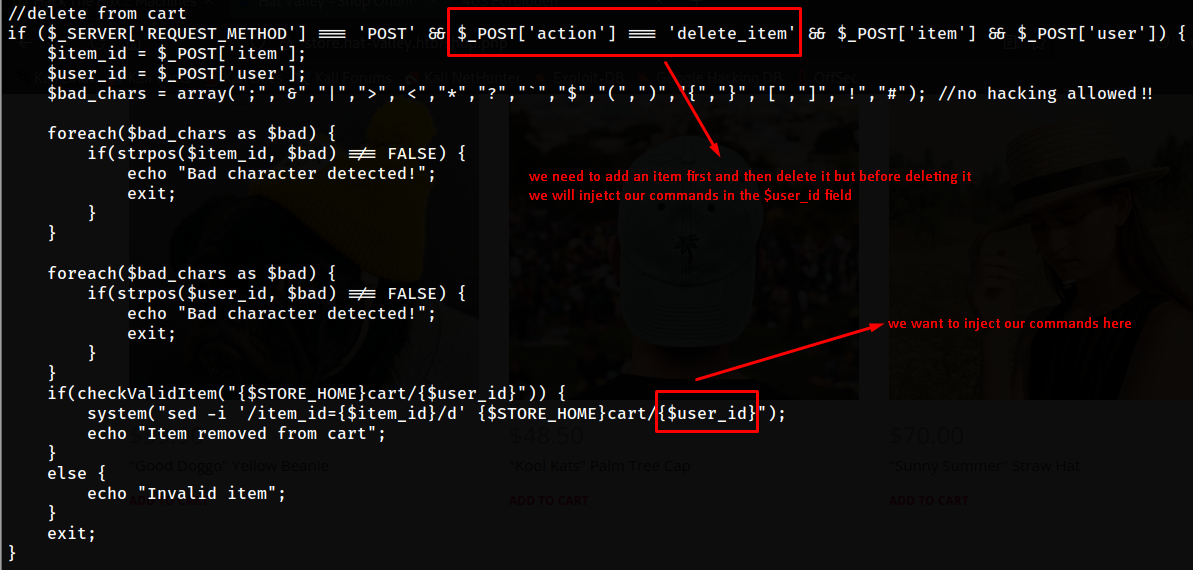 //delete from cart
if ($_SERVER['REQUEST_METHOD'] === 'POST' && $_POST['action'] === 'delete_item' && $_POST['item'] && $_POST['user']) {
    $item_id = $_POST['item'];
    $user_id = $_POST['user'];
    $bad_chars = array(";","&","|",">","<","*","?","`","$","(",")","{","}","[","]","!","#"); //no hacking allowed!!
    foreach($bad_chars as $bad) {
        if(strpos($item_id, $bad) !== FALSE) {
            echo "Bad character detected!";
            exit;
        }
    }
we need to add an item first and then delete it but before deleting it
we will injetct our commands in the $user_id field
    foreach($bad_chars as $bad) {
        if(strpos($user_id, $bad) !== FALSE) {
            echo "Bad character detected!";
            exit;
        }
    }
we want to inject our commands here
    if(checkValidItem("{$STORE_HOME}cart/{$user_id}")) {
        system("sed -i '/item_id={$item_id}/d' {$STORE_HOME}cart/{$user_id}");
        echo "Item removed from cart";
    }
    else {
        echo "Invalid item";
    }
    exit;
}
$48.50
$70.00
"Good Doggo" Yellow Beanie
"Kool Kats" Palm Tree Cap
"Sunny Summer" Straw Hat
ADD TO CART
ADD TO CART